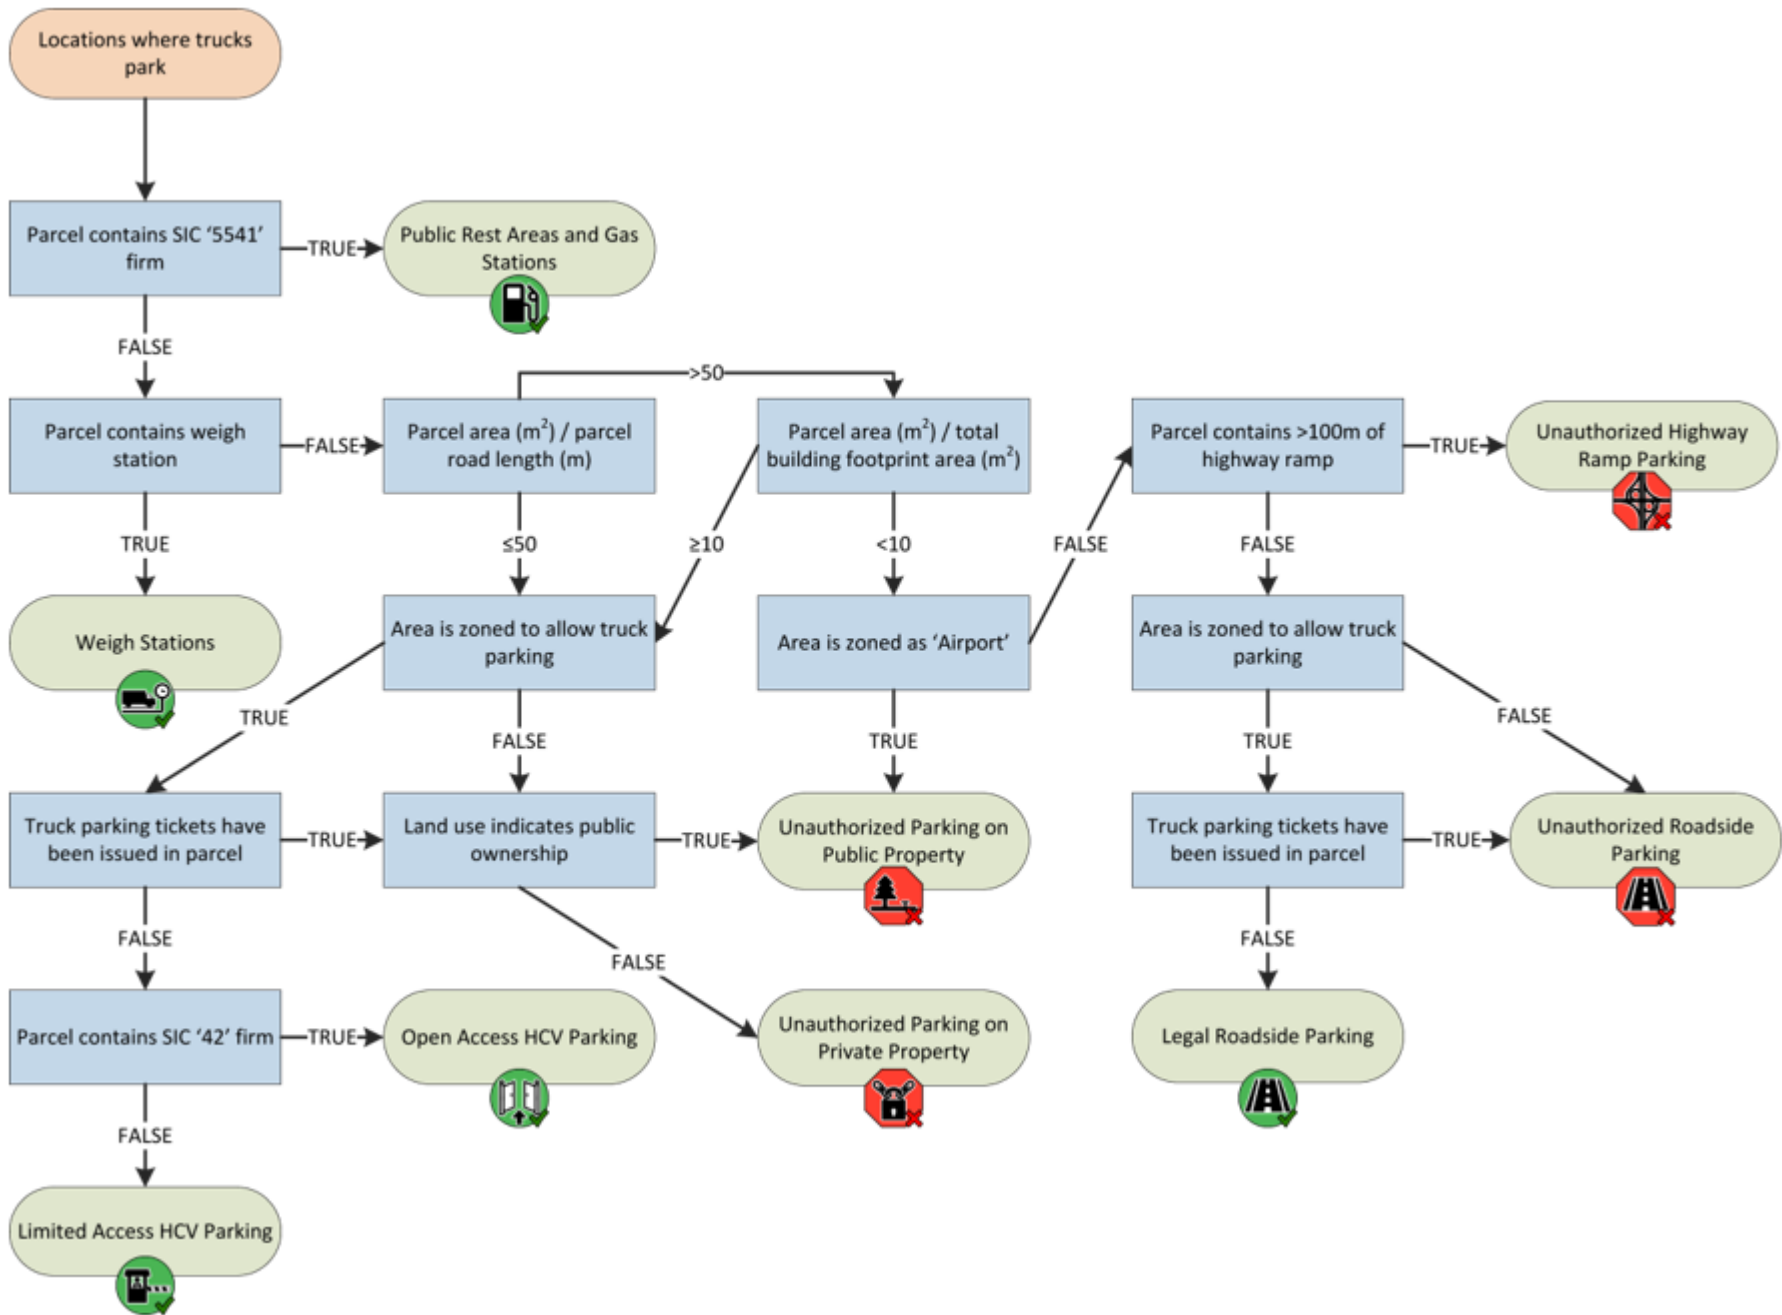 Locations where trucks
park
Parcel contains SIC ‘5541’
firm
TRUE
Public Rest Areas and Gas
Stations
FALSE
>50
Parcel contains weigh
station
FALSE
Parcel area (m²) / parcel
road length (m)
Parcel area (m²) / total
building footprint area (m²)
Parcel contains >100m of
highway ramp
TRUE
Unauthorized Highway
Ramp Parking
TRUE
≤50
≥10
<10
FALSE
FALSE
Weigh Stations
Area is zoned to allow truck
parking
Area is zoned as ‘Airport’
Area is zoned to allow truck
parking
TRUE
FALSE
TRUE
TRUE
FALSE
Truck parking tickets have
been issued in parcel
TRUE
Land use indicates public
ownership
TRUE
Unauthorized Parking on
Public Property
Truck parking tickets have
been issued in parcel
TRUE
Unauthorized Roadside
Parking
FALSE
FALSE
FALSE
Parcel contains SIC ‘42’ firm
TRUE
Open Access HCV Parking
Unauthorized Parking on
Private Property
Legal Roadside Parking
FALSE
Limited Access HCV Parking